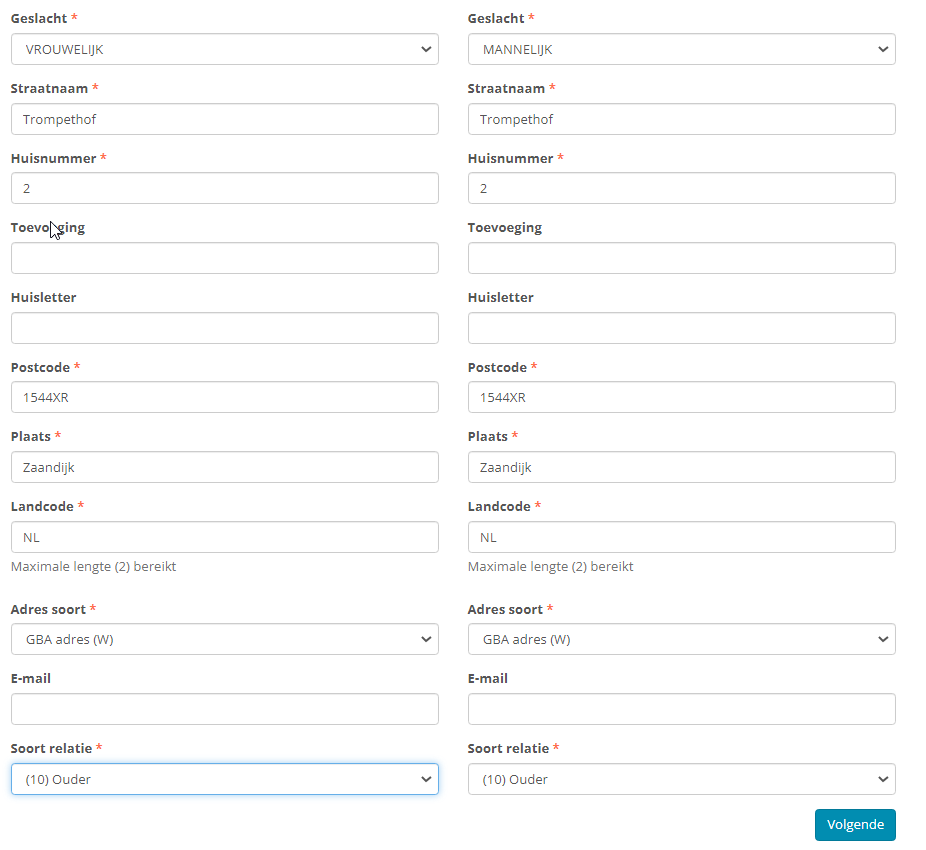 Geslacht * Geslacht *
VROUWELIJK MANNELIJK
Straatnaam * Straatnaam *
Trompethof Trompethof
Huisnummer * Huisnummer *
2 2
Toevoeging Toevoeging
Huisletter Huisletter
Postcode * Postcode *
1544XR 1544XR
Plaats * Plaats *
Zaandijk Zaandijk
Landcode * Landcode *
NL NL
Maximale lengte (2) bereikt Maximale lengte (2) bereikt
Adres soort * Adres soort *
GBA adres (W) GBA adres (W)
E-mail E-mail
Soort relatie * Soort relatie *
(10) Ouder (10) Ouder
Volgende